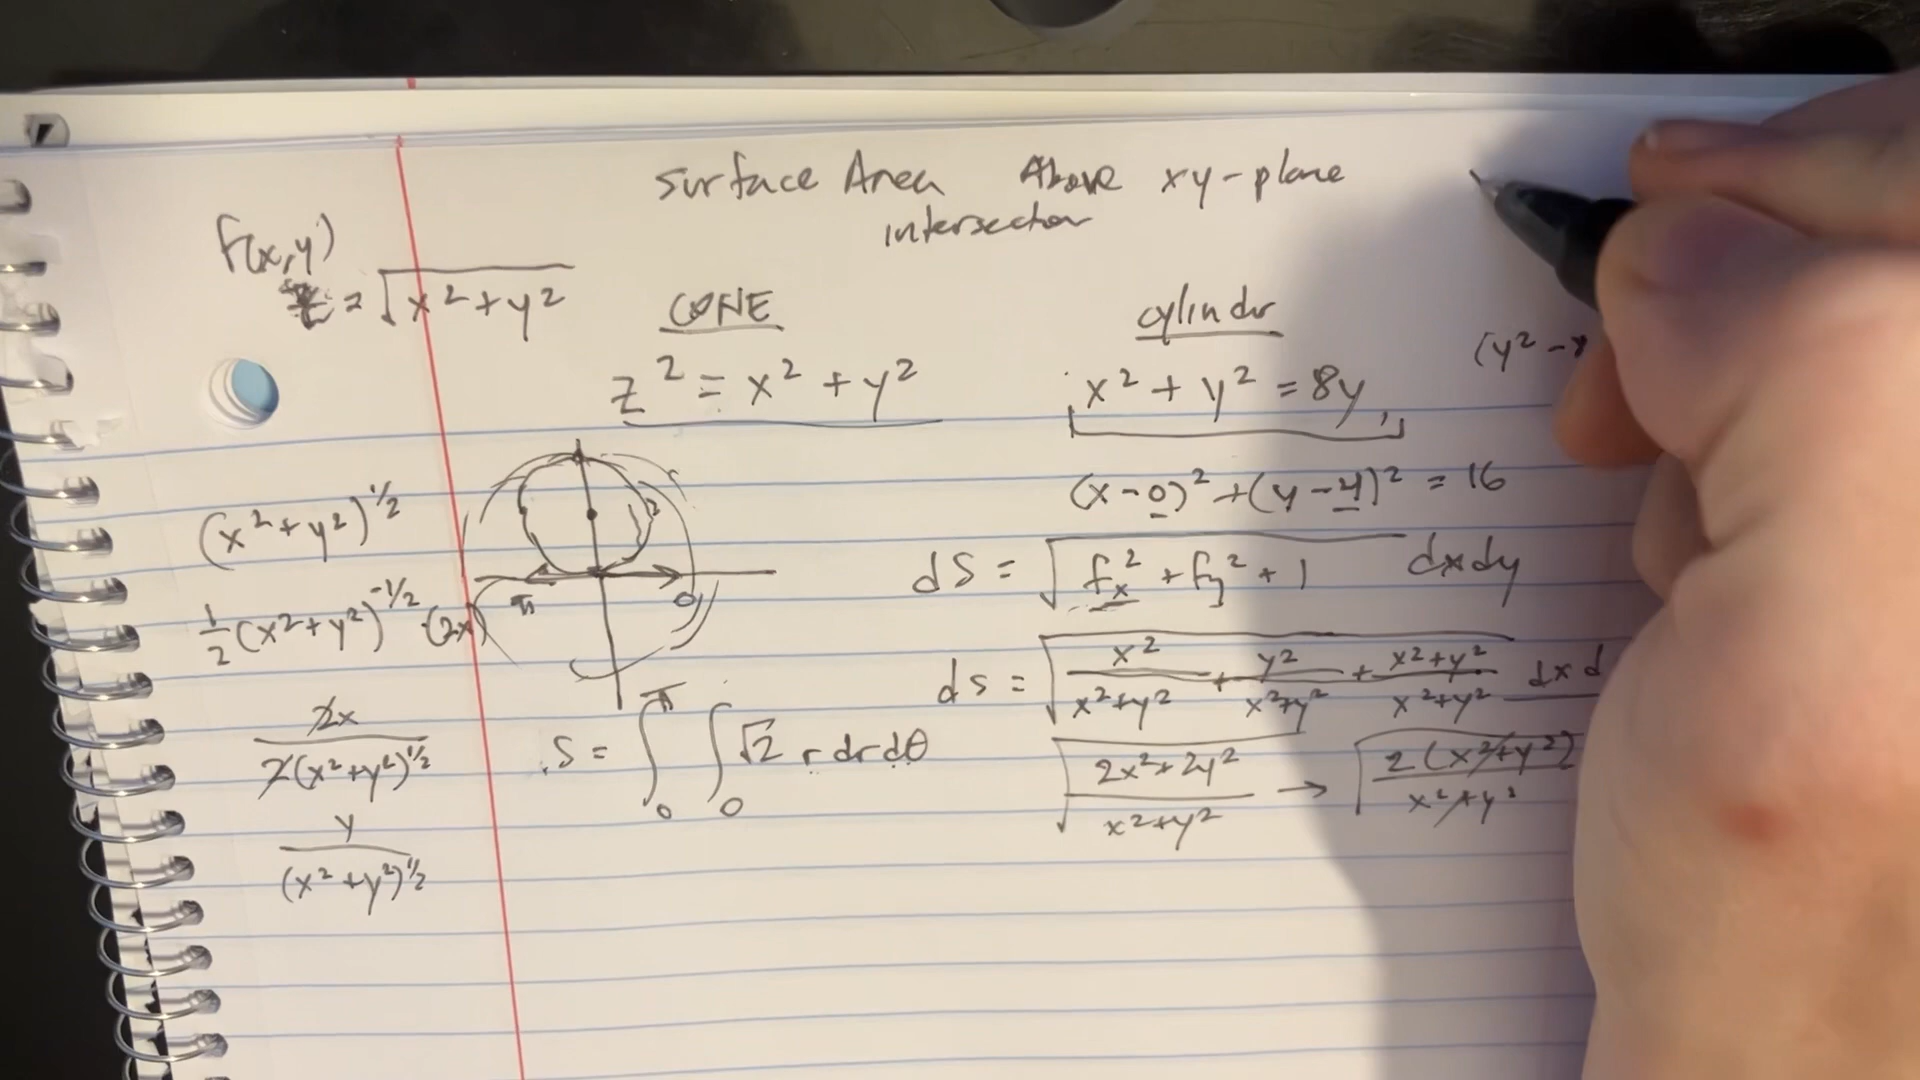 Surface Area Above xy-plane
intersection
f(x,y)
z = √(x² + y²)
CONE
z² = x² + y²
cylindr
x² + y² = 8y
(y² -
(x - 0)² + (y - 4)² = 16
(x² + y²)^1/2
dS = √(fx² + fy² + 1) dxdy
π 0
1/2 (x² + y²)^-1/2 · (2x)
ds = √(x²/(x²+y²) + y²/(x²+y²) + (x²+y²)/(x²+y²)) dx d
2x/(2(x²+y²)^1/2)
S = ∫₀^π ∫₀ √2 r dr dθ
√((2x²+2y²)/(x²+y²)) → √(2(x²+y²)/(x²+y²))
y/((x²+y²)^1/2)